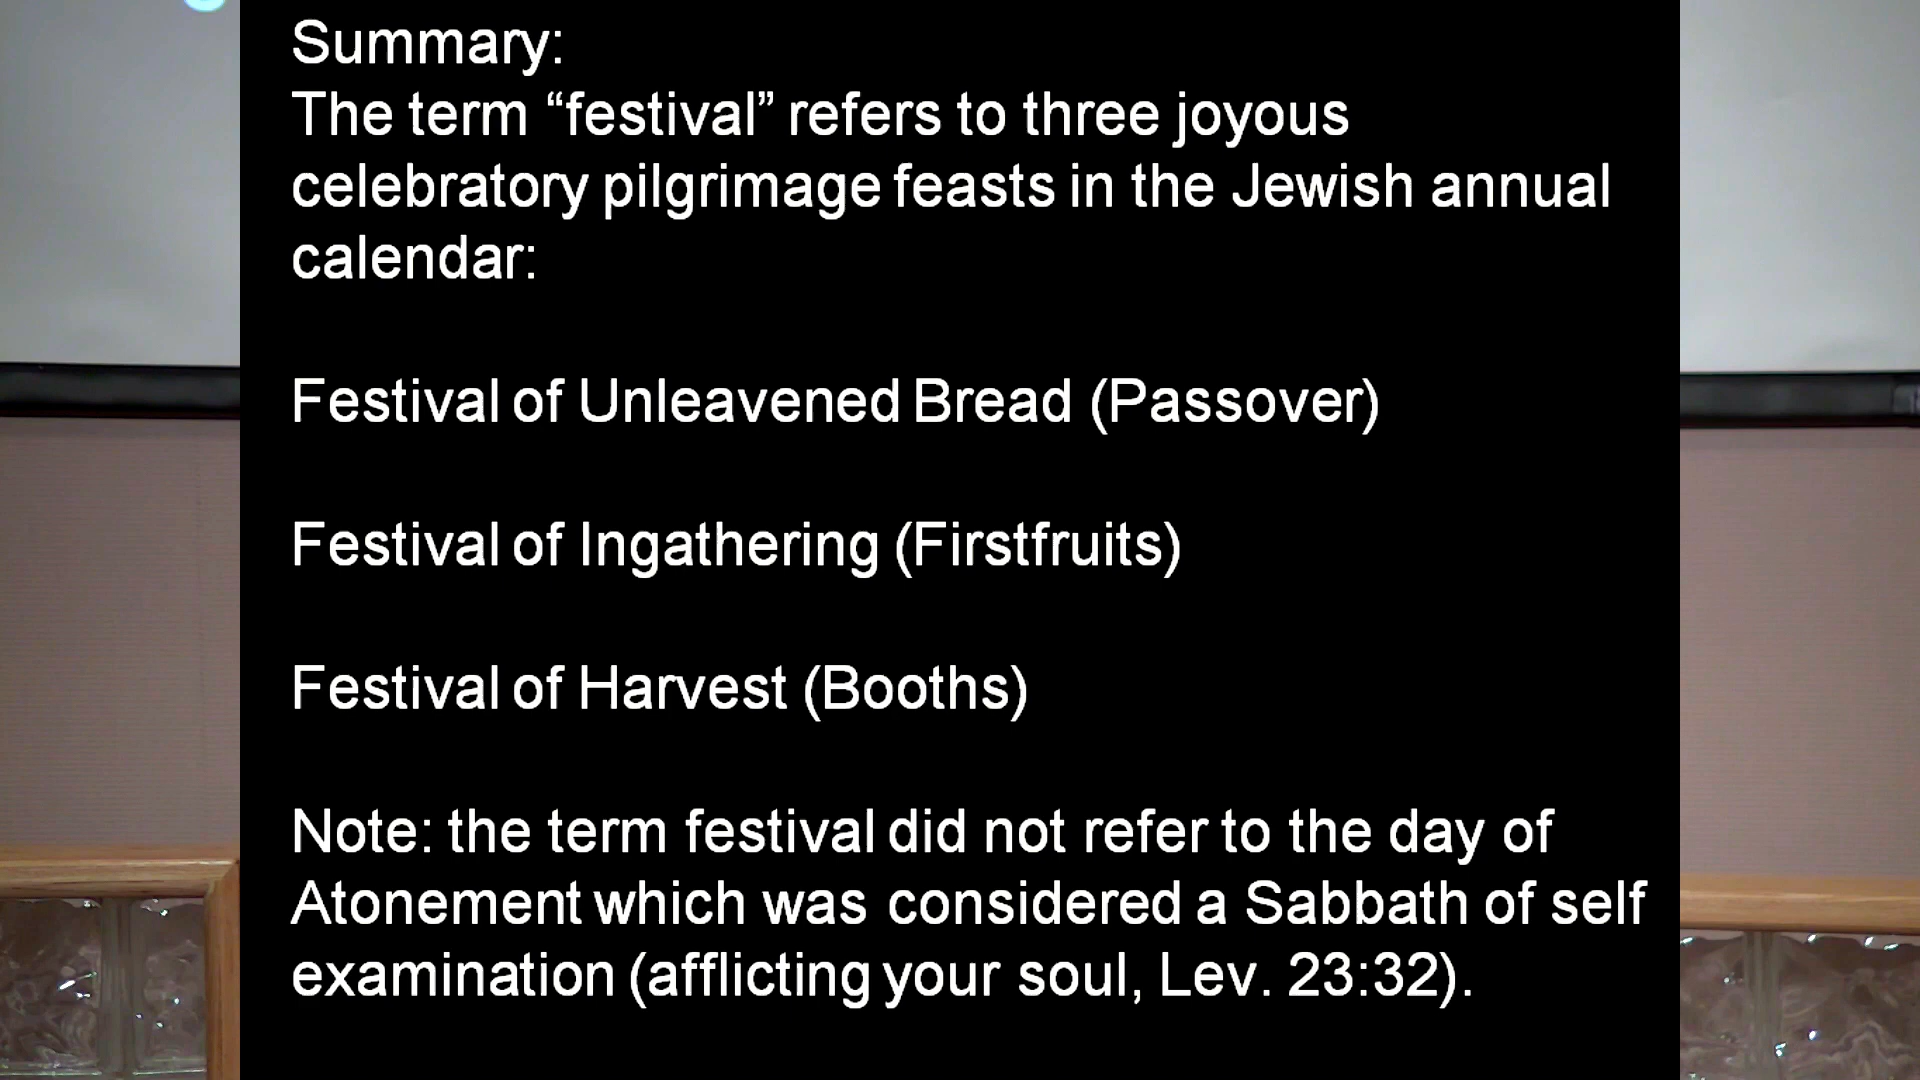 Summary:
The term “festival” refers to three joyous
celebratory pilgrimage feasts in the Jewish annual
calendar:
Festival of Unleavened Bread (Passover)
Festival of Ingathering (Firstfruits)
Festival of Harvest (Booths)
Note: the term festival did not refer to the day of
Atonement which was considered a Sabbath of self
examination (afflicting your soul, Lev. 23:32).